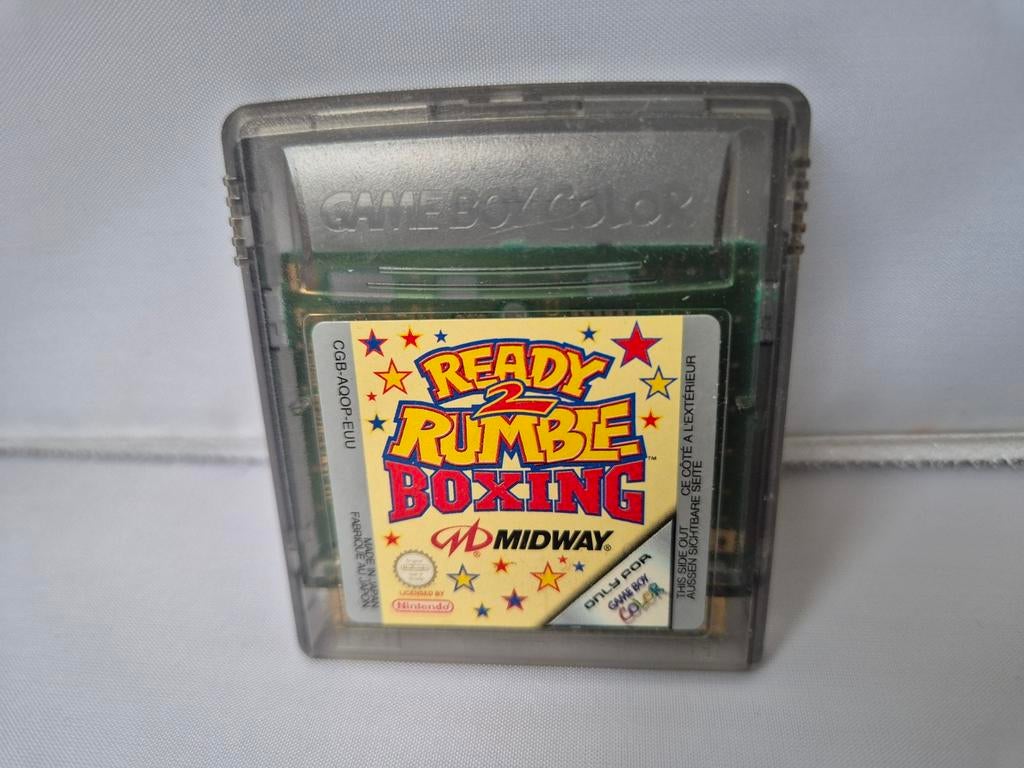 GAME BOY COLOR
CGB-AQOP-EUU
READY
2
RUMBLE
BOXING
TM
MIDWAY
®
LICENSED BY
Nintendo
ONLY FOR
GAME BOY
COLOR
MADE IN JAPAN
FABRIQUÉ AU JAPON
THIS SIDE OUT CE CÔTÉ A L'EXTÉRIEUR
AUSSEN SICHTBARE SEITE